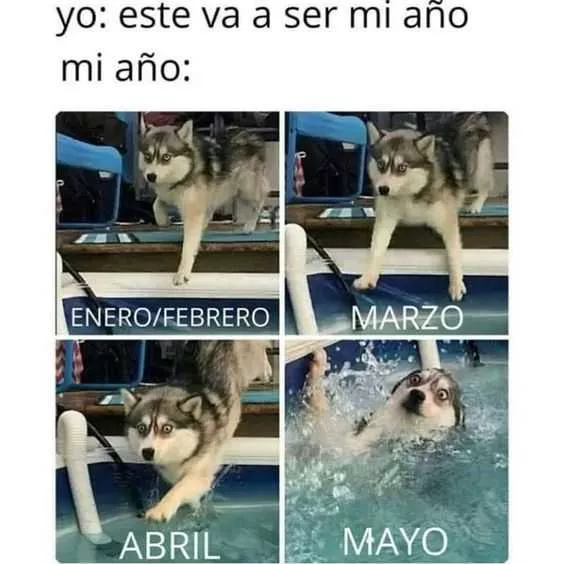 yo: este va a ser mi año
mi año:
ENERO/FEBRERO
MARZO
ABRIL
MAYO